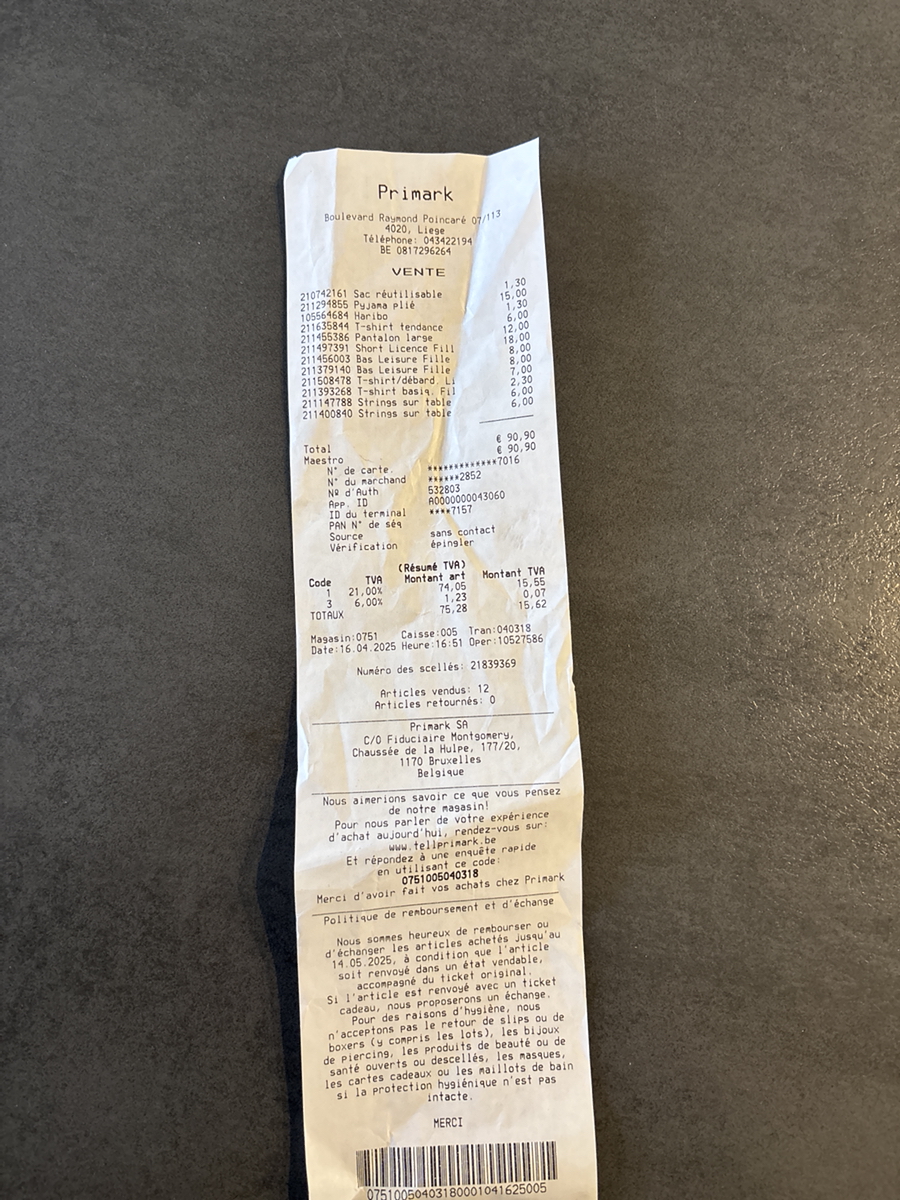 Primark
Boulevard Raymond Poincaré 07/113
4020, Liege
Téléphone: 043422194
BE 0817296264
VENTE
210742161 Sac réutilisable 1,30
211294855 Pyjama plié 15,00
105564684 Haribo 1,30
211635844 T-shirt tendance 6,00
211455386 Pantalon large 12,00
211497391 Short Licence Fill 18,00
211456003 Bas Leisure Fille 8,00
211379140 Bas Leisure Fille 8,00
211508478 T-shirt/débard. Li 7,00
211393268 T-shirt basiq. Fil 2,30
211147788 Strings sur table 6,00
211400840 Strings sur table 6,00
Total € 90,90
Maestro € 90,90
N° de carte. ************7016
N° du marchand ******2852
Nº d'Auth 532803
App. ID A0000000043060
ID du terminal ****7157
PAN N° de séq
Source sans contact
Vérification épingler
(Résumé TVA)
Code TVA Montant art Montant TVA
1 21,00% 74,05 15,55
3 6,00% 1,23 0,07
TOTAUX 75,28 15,62
Magasin:0751 Caisse:005 Tran:040318
Date:16.04.2025 Heure:16:51 Oper:10527586
Numéro des scellés: 21839369
Articles vendus: 12
Articles retournés: 0
Primark SA
C/O Fiduciaire Montgomery,
Chaussée de la Hulpe, 177/20,
1170 Bruxelles
Belgique
Nous aimerions savoir ce que vous pensez
de notre magasin!
Pour nous parler de votre expérience
d'achat aujourd'hui, rendez-vous sur:
www.tellprimark.be
Et répondez à une enquête rapide
en utilisant ce code:
0751005040318
Merci d'avoir fait vos achats chez Primark
Politique de remboursement et d'échange
Nous sommes heureux de rembourser ou
d'échanger les articles achetés jusqu'au
14.05.2025, à condition que l'article
soit renvoyé dans un état vendable,
accompagné du ticket original.
Si l'article est renvoyé avec un ticket
cadeau, nous proposerons un échange.
Pour des raisons d'hygiène, nous
n'acceptons pas le retour de slips ou de
boxers (y compris les lots), les bijoux
de piercing, les produits de beauté ou de
santé ouverts ou descellés, les masques,
les cartes cadeaux ou les maillots de bain
si la protection hygiénique n'est pas
intacte.
MERCI
07510050403180001041625005